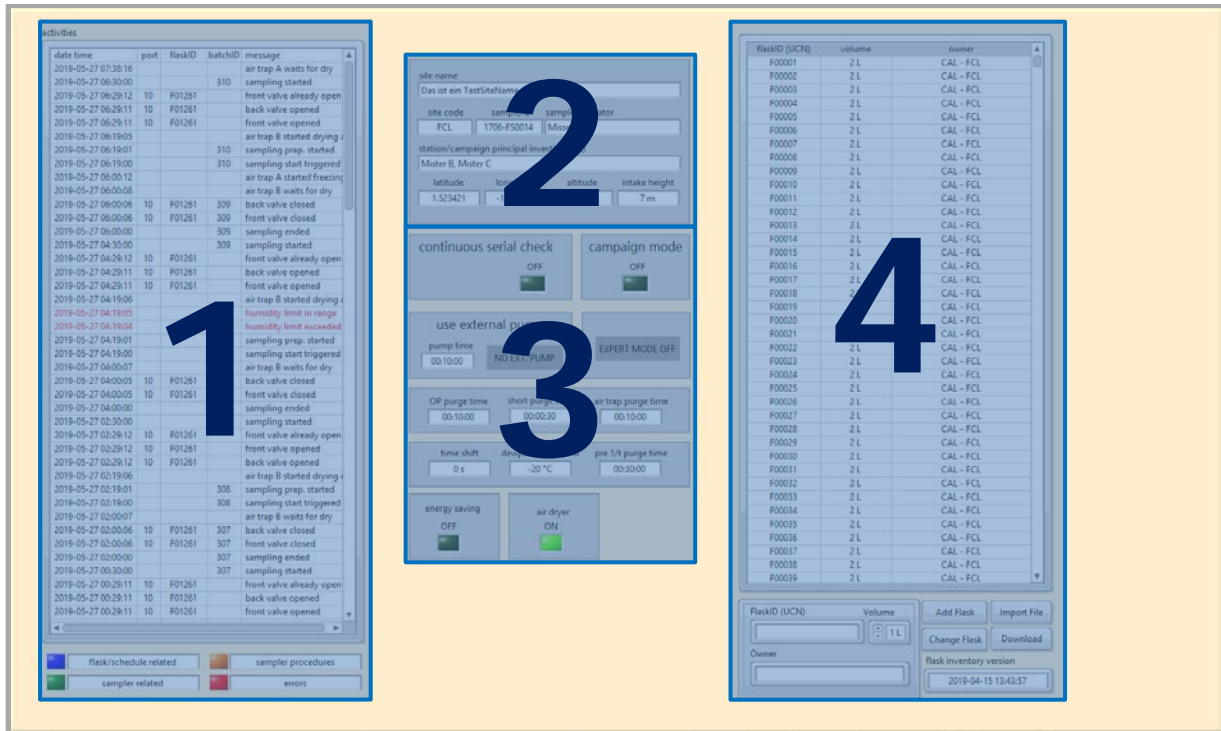 activities
date time port flaskID batchID message
2019-05-27 07:38:16 air trap A waits for dry
2019-05-27 06:30:00 310 sampling started
2019-05-27 06:29:12 10 F01261 front valve already open
2019-05-27 06:29:11 10 F01261 back valve opened
2019-05-27 06:29:11 10 F01261 front valve opened
2019-05-27 06:19:05 air trap B started drying
2019-05-27 06:19:01 310 sampling prep. started
2019-05-27 06:19:00 310 sampling start triggered
2019-05-27 06:00:12 air trap A started freezing
2019-05-27 06:00:08 air trap B waits for dry
2019-05-27 06:00:06 10 F01261 309 back valve closed
2019-05-27 06:00:06 10 F01261 309 front valve closed
2019-05-27 06:00:00 309 sampling ended
2019-05-27 04:30:00 309 sampling started
2019-05-27 04:29:12 10 F01261 front valve already open
2019-05-27 04:29:11 10 F01261 back valve opened
2019-05-27 04:29:11 10 F01261 front valve opened
2019-05-27 04:19:06 air trap B started drying
2019-05-27 04:19:05 humidity limit in range
2019-05-27 04:19:04 humidity limit exceeded
2019-05-27 04:19:01 sampling prep. started
2019-05-27 04:19:00 sampling start triggered
2019-05-27 04:00:07 air trap B waits for dry
2019-05-27 04:00:05 10 F01261 back valve closed
2019-05-27 04:00:05 10 F01261 front valve closed
2019-05-27 04:00:00 sampling ended
2019-05-27 02:30:00 sampling started
2019-05-27 02:29:12 10 F01261 front valve already open
2019-05-27 02:29:12 10 F01261 front valve opened
2019-05-27 02:29:12 10 F01261 back valve opened
2019-05-27 02:19:06 air trap B started drying
2019-05-27 02:19:01 308 sampling prep. started
2019-05-27 02:19:00 308 sampling start triggered
2019-05-27 02:00:07 air trap B waits for dry
2019-05-27 02:00:06 10 F01261 307 back valve closed
2019-05-27 02:00:06 10 F01261 307 front valve closed
2019-05-27 02:00:00 307 sampling ended
2019-05-27 00:30:00 307 sampling started
2019-05-27 00:29:11 10 F01261 front valve already open
2019-05-27 00:29:11 10 F01261 back valve opened
2019-05-27 00:29:11 10 F01261 front valve opened
flask/schedule related sampler procedures
sampler related errors
1
site name
Das ist ein TestSiteName
site code
FCL 1706-FS0014
station/campaign principal
Mister B, Mister C
latitude altitude intake height
1.523421 7 m
2
continuous serial check campaign mode
OFF OFF
use external
pump time
00:10:00 NO EXT. PUMP EXPERT MODE OFF
OP purge time short purge air trap purge time
00:10:00 00:00:30 00:10:00
time shift pre 1/t purge time
0 s -20 °C 00:30:00
energy saving air dryer
OFF ON
3
flaskID (UCN) volume owner
F00001 2 L CAL - FCL
F00002 2 L CAL - FCL
F00003 2 L CAL - FCL
F00004 2 L CAL - FCL
F00005 2 L CAL - FCL
F00006 2 L CAL - FCL
F00007 2 L CAL - FCL
F00008 2 L CAL - FCL
F00009 2 L CAL - FCL
F00010 2 L CAL - FCL
F00011 2 L CAL - FCL
F00012 2 L CAL - FCL
F00013 2 L CAL - FCL
F00014 2 L CAL - FCL
F00015 2 L CAL - FCL
F00016 2 L CAL - FCL
F00017 2 L CAL - FCL
F00018 2 L CAL - FCL
F00019 2 L CAL - FCL
F00020 CAL - FCL
F00021 CAL - FCL
F00022 2 L CAL - FCL
F00023 2 L CAL - FCL
F00024 2 L CAL - FCL
F00025 2 L CAL - FCL
F00026 2 L CAL - FCL
F00027 2 L CAL - FCL
F00028 2 L CAL - FCL
F00029 2 L CAL - FCL
F00030 2 L CAL - FCL
F00031 2 L CAL - FCL
F00032 2 L CAL - FCL
F00033 2 L CAL - FCL
F00034 2 L CAL - FCL
F00035 2 L CAL - FCL
F00036 2 L CAL - FCL
F00037 2 L CAL - FCL
F00038 2 L CAL - FCL
F00039 2 L CAL - FCL
4
FlaskID (UCN) Volume Add Flask Import File
1 L
Change Flask Download
Owner
flask inventory version
2019-04-15 13:43:57